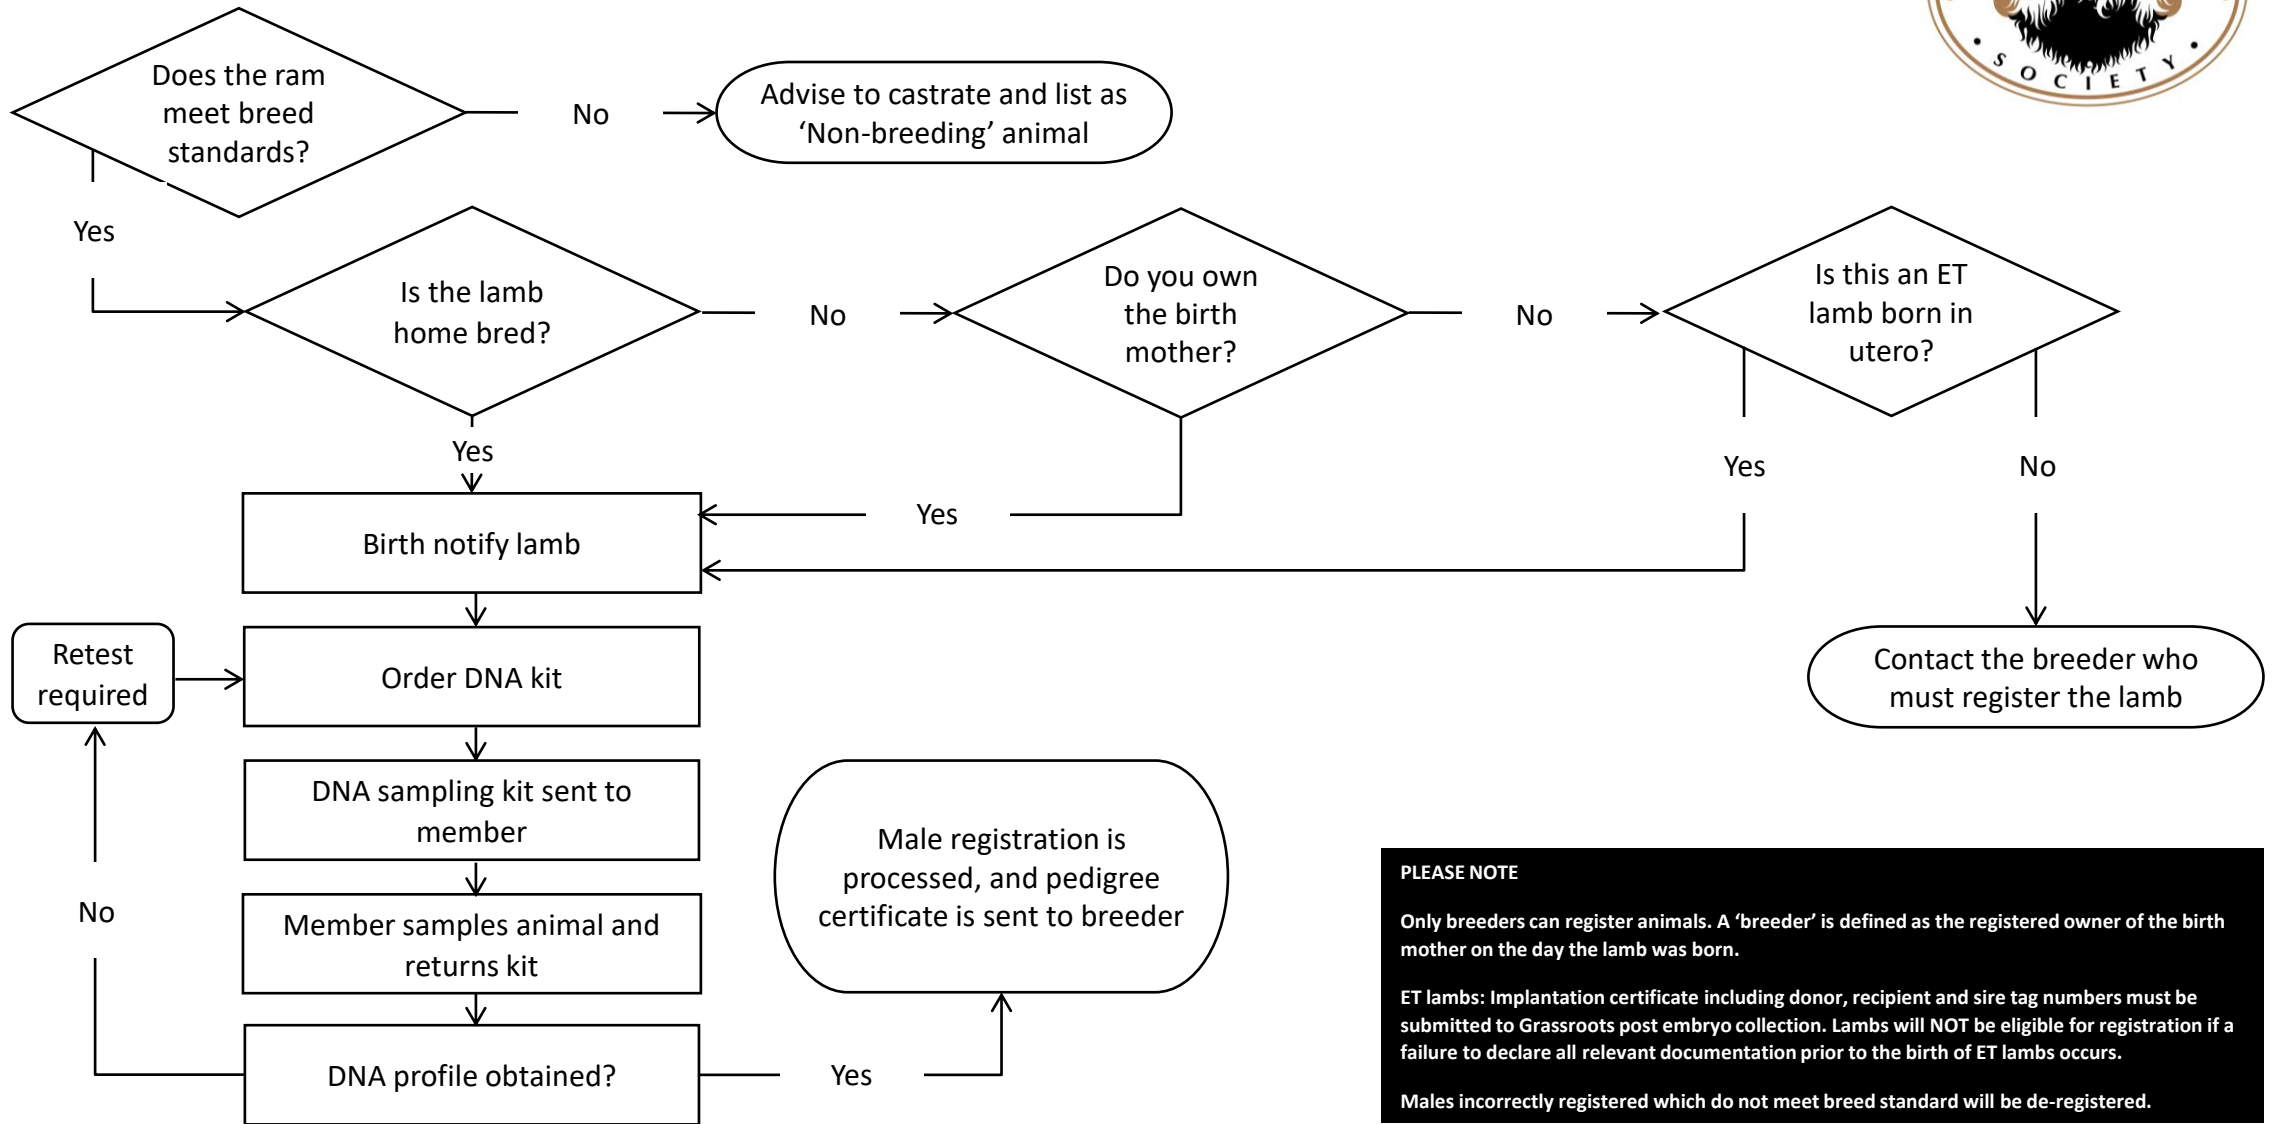 Does the ram
meet breed
standards?
No
Advise to castrate and list as
‘Non-breeding’ animal
SOCIETY
Yes
Is the lamb
home bred?
No
Do you own
the birth
mother?
No
Is this an ET
lamb born in
utero?
Yes
Yes
Yes
No
Birth notify lamb
Retest
required
Order DNA kit
Contact the breeder who
must register the lamb
DNA sampling kit sent to
member
Male registration is
processed, and pedigree
certificate is sent to breeder
No
Member samples animal and
returns kit
DNA profile obtained?
Yes
PLEASE NOTE
Only breeders can register animals. A ‘breeder’ is defined as the registered owner of the birth
mother on the day the lamb was born.
ET lambs: Implantation certificate including donor, recipient and sire tag numbers must be
submitted to Grassroots post embryo collection. Lambs will NOT be eligible for registration if a
failure to declare all relevant documentation prior to the birth of ET lambs occurs.
Males incorrectly registered which do not meet breed standard will be de-registered.